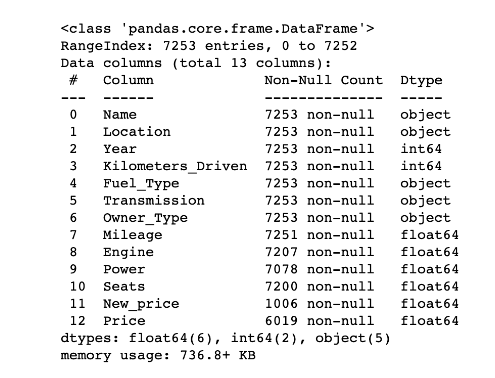 <class 'pandas.core.frame.DataFrame'>
RangeIndex: 7253 entries, 0 to 7252
Data columns (total 13 columns):
 #   Column             Non-Null Count  Dtype
---  ------             --------------  -----
 0   Name               7253 non-null   object
 1   Location           7253 non-null   object
 2   Year               7253 non-null   int64
 3   Kilometers_Driven  7253 non-null   int64
 4   Fuel_Type          7253 non-null   object
 5   Transmission       7253 non-null   object
 6   Owner_Type         7253 non-null   object
 7   Mileage            7251 non-null   float64
 8   Engine             7207 non-null   float64
 9   Power              7078 non-null   float64
 10  Seats              7200 non-null   float64
 11  New_price          1006 non-null   float64
 12  Price              6019 non-null   float64
dtypes: float64(6), int64(2), object(5)
memory usage: 736.8+ KB